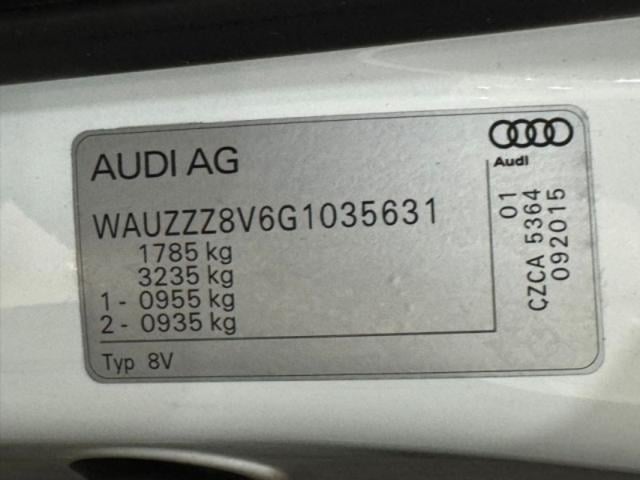 AUDI AG
Audi
WAUZZZ8V6G1035631
1785 kg
3235 kg
1 - 0955 kg
2 - 0935 kg
Typ 8V
01
CZCA 5364
092015